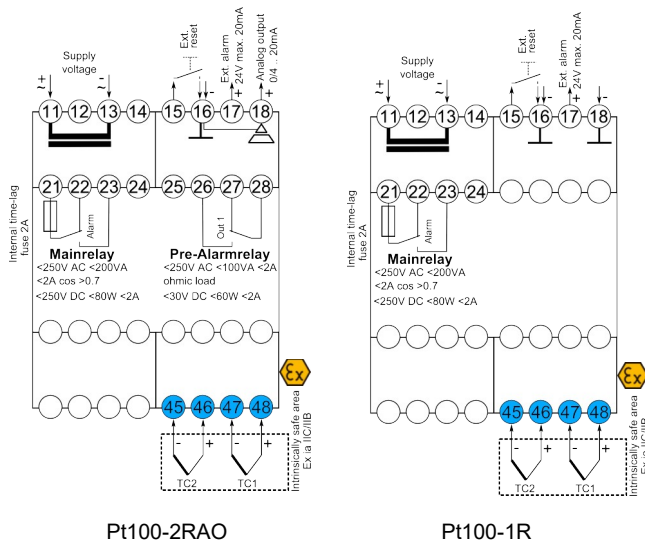 Supply
voltage
+
~
-
~
Ext.
reset
-
Ext. alarm
24V max. 20mA
+
Analog output
0/4 .. 20mA
+
11 12 13 14 15 16 17 18
21 22 23 24 25 26 27 28
Internal time-lag
fuse 2A
Alarm
Out 1
Mainrelay
<250V AC <200VA
<2A cos >0.7
<250V DC <80W <2A
Pre-Alarmrelay
<250V AC <100VA <2A
ohmic load
<30V DC <60W <2A
Ex
45 46 47 48
- + - +
TC2 TC1
Intrinsically safe area
Ex ia IIC/IIB
Pt100-2RAO
Supply
voltage
+
~
-
~
Ext.
reset
-
Ext. alarm
24V max. 20mA
+
-
11 12 13 14 15 16 17 18
21 22 23 24
Internal time-lag
fuse 2A
Alarm
Mainrelay
<250V AC <200VA
<2A cos >0.7
<250V DC <80W <2A
Ex
45 46 47 48
- + - +
TC2 TC1
Intrinsically safe area
Ex ia IIC/IIB
Pt100-1R